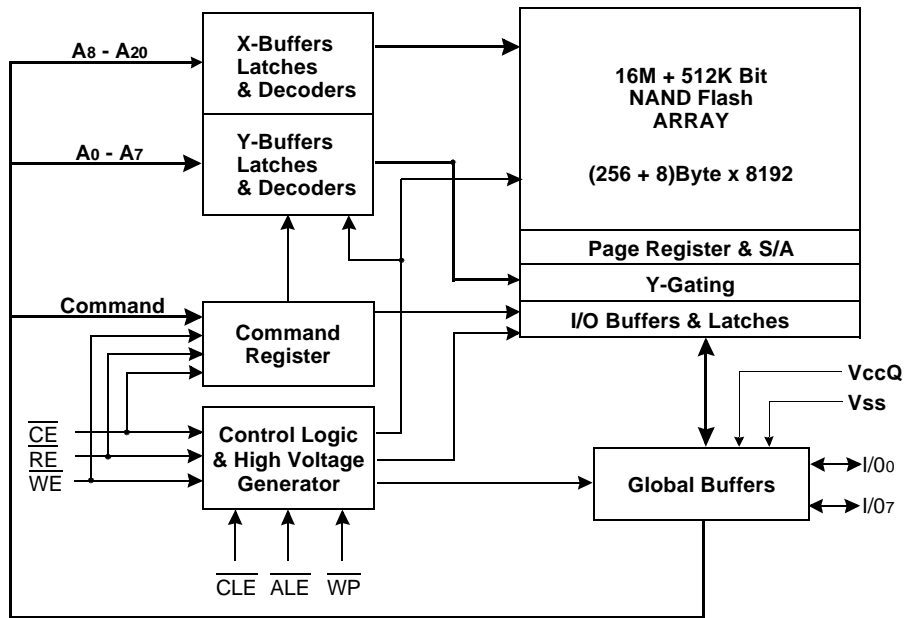 A8 - A20
X-Buffers
Latches
& Decoders
16M + 512K Bit
NAND Flash
ARRAY
(256 + 8)Byte x 8192
A0 - A7
Y-Buffers
Latches
& Decoders
Page Register & S/A
Y-Gating
I/O Buffers & Latches
Command
Command
Register
VccQ
Vss
CE
RE
WE
Control Logic
& High Voltage
Generator
Global Buffers
I/00
I/07
CLE
ALE
WP